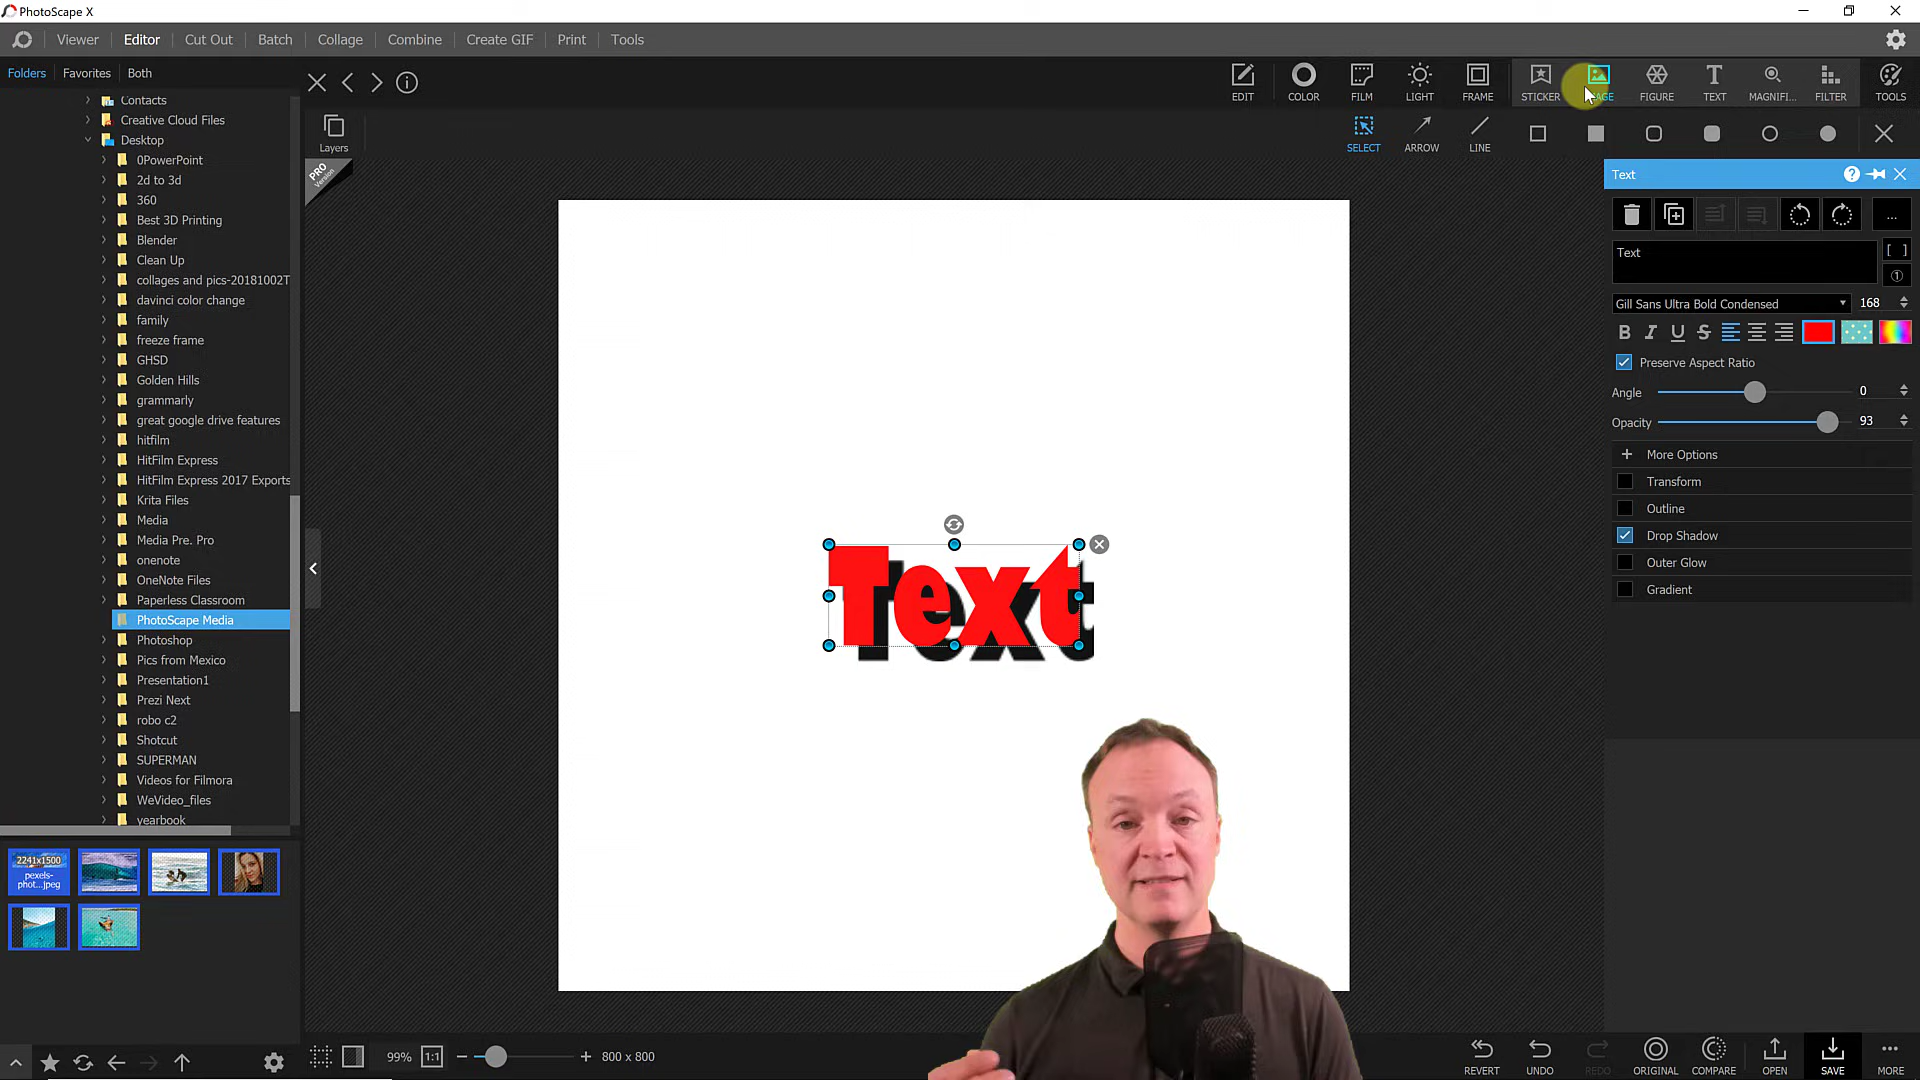 PhotoScape X
Viewer
Editor
Cut Out
Batch
Collage
Combine
Create GIF
Print
Tools
Folders
Favorites
Both
EDIT
COLOR
FILM
LIGHT
FRAME
STICKER
FIGURE
TEXT
MAGNIFI...
FILTER
TOOLS
Layers
SELECT
ARROW
LINE
PRO
Version
Contacts
Creative Cloud Files
Desktop
0PowerPoint
2d to 3d
360
Best 3D Printing
Blender
Clean Up
collages and pics-20181002T
davinci color change
family
freeze frame
GHSD
Golden Hills
grammarly
great google drive features
hitfilm
HitFilm Express
HitFilm Express 2017 Exports
Krita Files
Media
Media Pre. Pro
onenote
OneNote Files
Paperless Classroom
PhotoScape Media
Photoshop
Pics from Mexico
Presentation1
Prezi Next
robo c2
Shotcut
SUPERMAN
Videos for Filmora
WeVideo_files
yearbook
2241x1500
pexels-
phot...jpeg
Text
Text
Text
[ ]
①
...
Gill Sans Ultra Bold Condensed
168
B I U S
Preserve Aspect Ratio
Angle
0
Opacity
93
More Options
Transform
Outline
Drop Shadow
Outer Glow
Gradient
99%
1:1
800 x 800
REVERT
UNDO
REDO
ORIGINAL
COMPARE
OPEN
SAVE
MORE